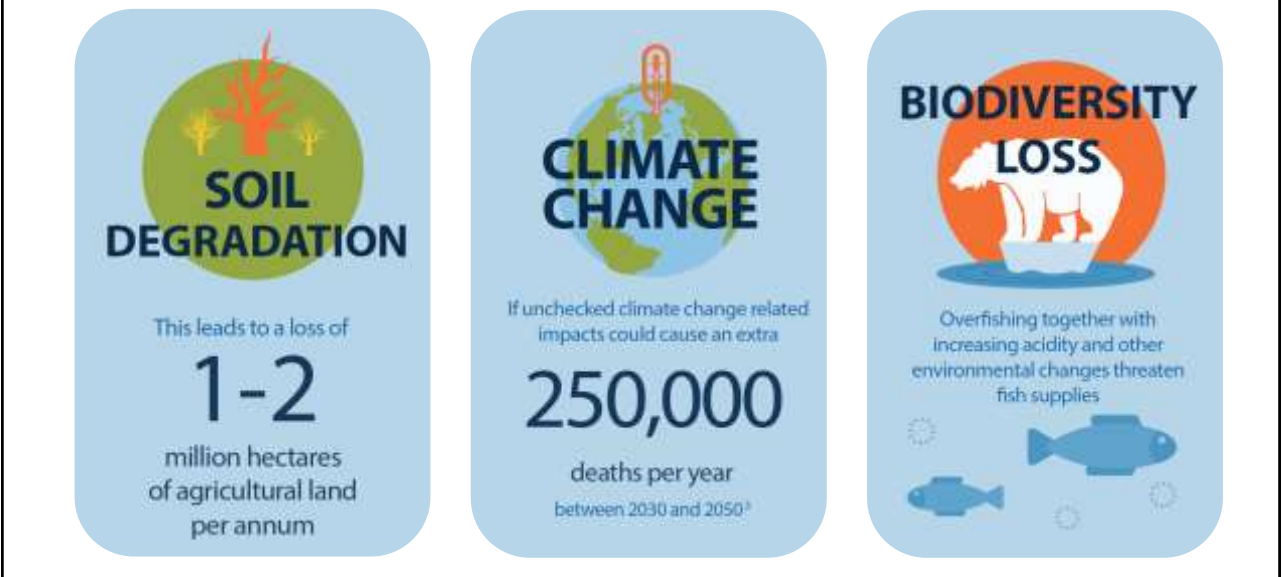 SOIL
DEGRADATION
This leads to a loss of
1-2
million hectares
of agricultural land
per annum
CLIMATE
CHANGE
If unchecked climate change related
impacts could cause an extra
250,000
deaths per year
between 2030 and 2050³
BIODIVERSITY
LOSS
Overfishing together with
increasing acidity and other
environmental changes threaten
fish supplies